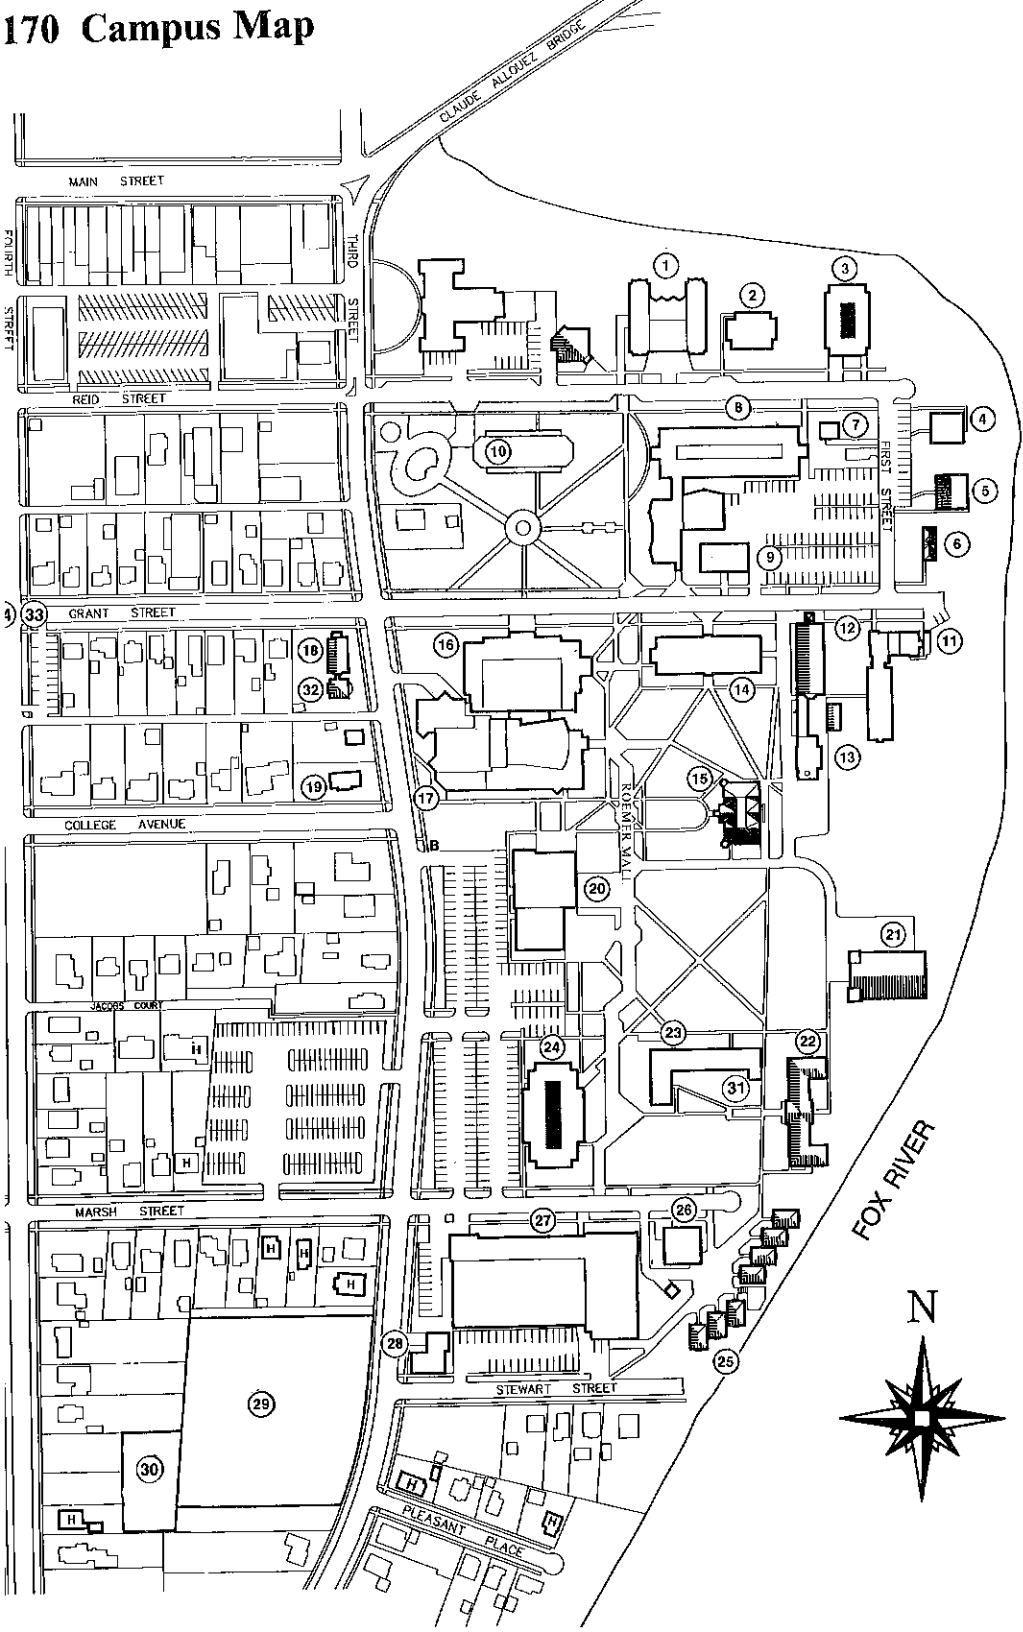 170 Campus Map
CLAUDE ALLOUEZ BRIDGE
MAIN STREET
FOURTH STREET
THIRD STREET
1
2
3
REID STREET
8
7
4
10
FIRST STREET
5
6
9
4
33
GRANT STREET
18
16
12
11
32
14
13
19
15
17
ROEMER MALL
COLLEGE AVENUE
B
20
21
JACOBS COURT
H
24
23
22
31
H
MARSH STREET
27
26
FOX RIVER
H
H
H
N
28
25
STEWART STREET
29
30
H
H
H
PLEASANT PLACE